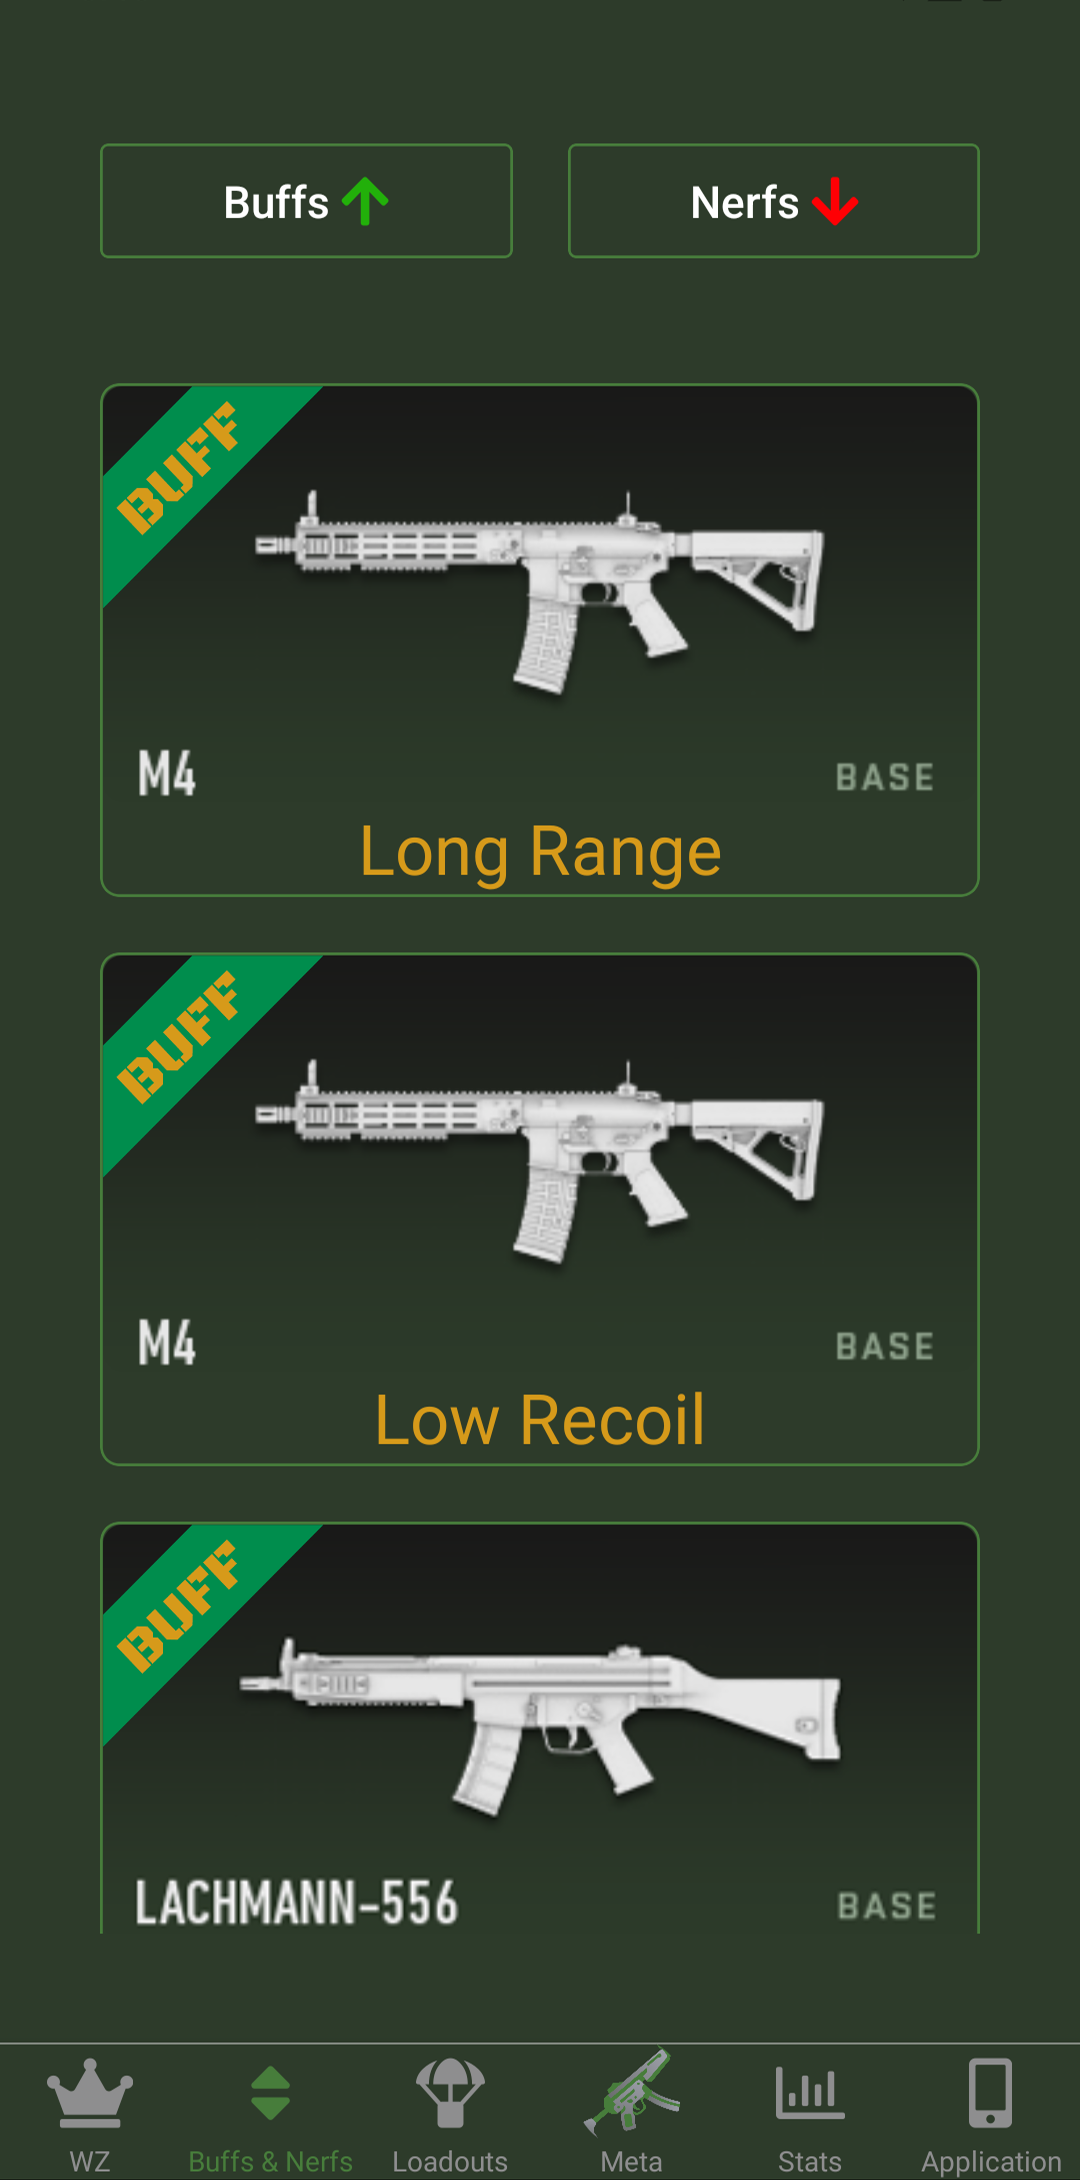 Buffs Nerfs
BUFF
M4 BASE
Long Range
BUFF
M4 BASE
Low Recoil
BUFF
LACHMANN-556 BASE
WZ Buffs & Nerfs Loadouts Meta Stats Application